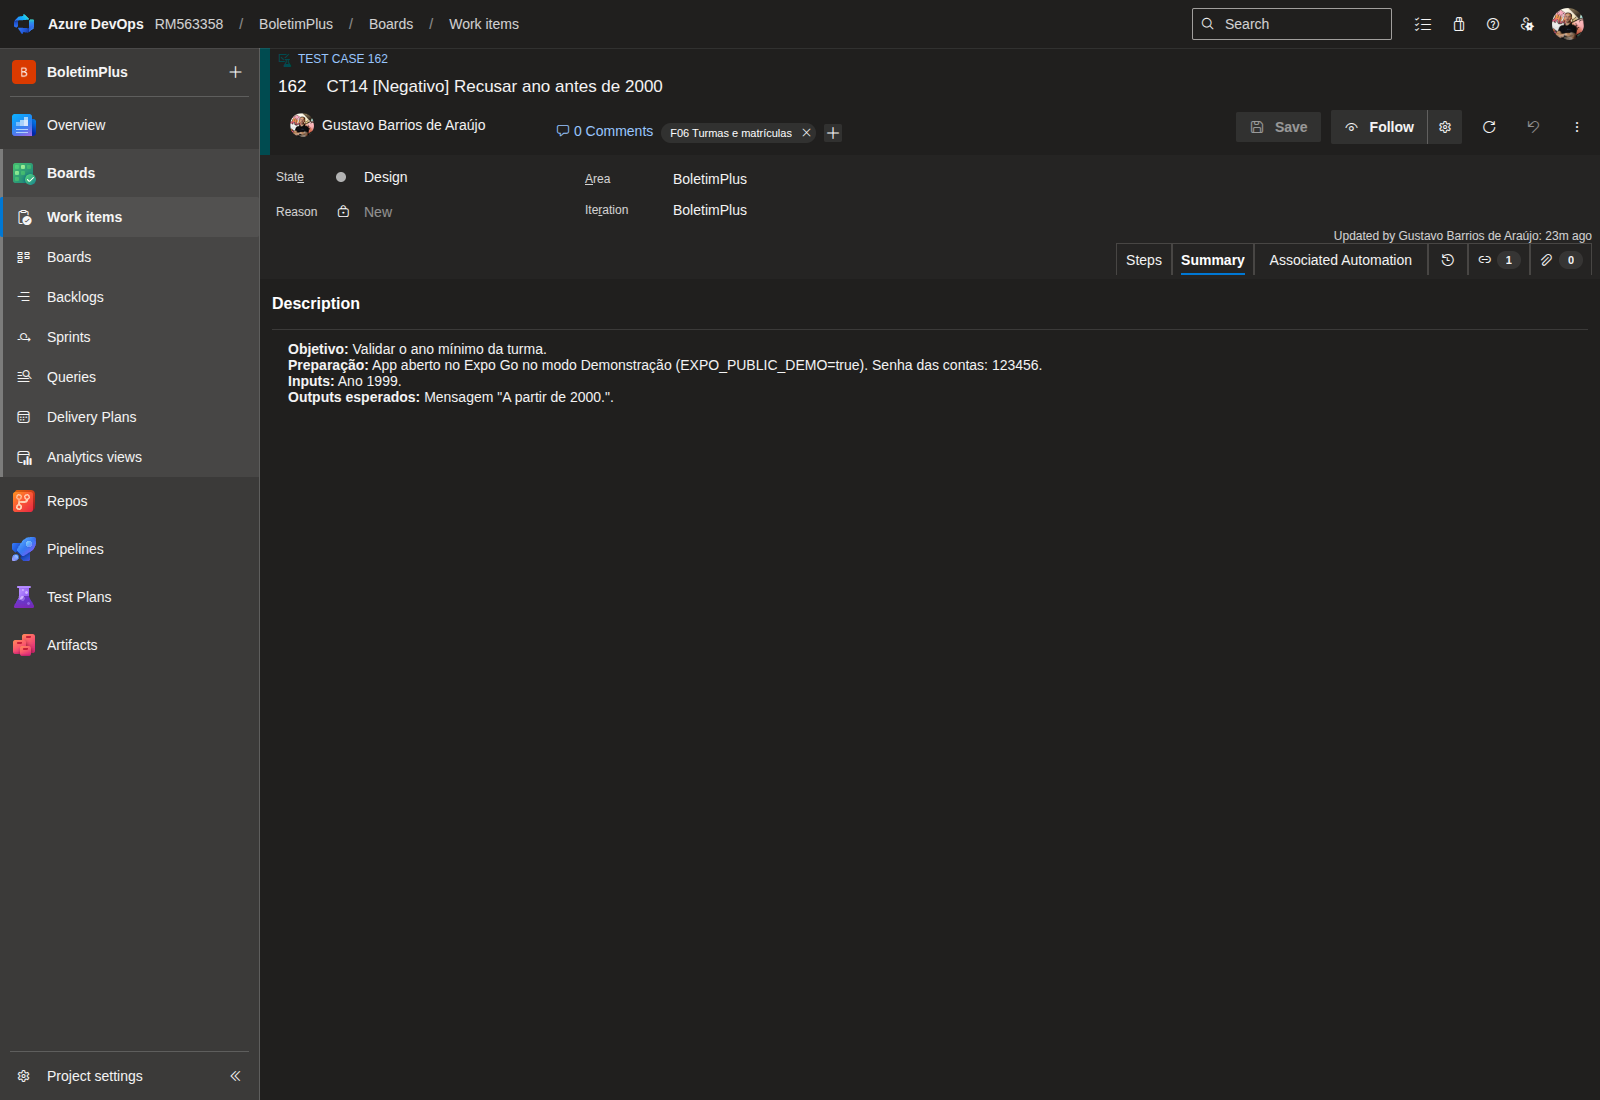 Azure DevOps RM563358 / BoletimPlus / Boards / Work items
Search
B BoletimPlus
Overview
Boards
Work items
Boards
Backlogs
Sprints
Queries
Delivery Plans
Analytics views
Repos
Pipelines
Test Plans
Artifacts
Project settings
TEST CASE 162
162 CT14 [Negativo] Recusar ano antes de 2000
Gustavo Barrios de Araújo
0 Comments
F06 Turmas e matrículas
Save
Follow
State Design
Area BoletimPlus
Reason New
Iteration BoletimPlus
Updated by Gustavo Barrios de Araújo: 23m ago
Steps Summary Associated Automation 1 0
Description
Objetivo: Validar o ano mínimo da turma.
Preparação: App aberto no Expo Go no modo Demonstração (EXPO_PUBLIC_DEMO=true). Senha das contas: 123456.
Inputs: Ano 1999.
Outputs esperados: Mensagem "A partir de 2000.".